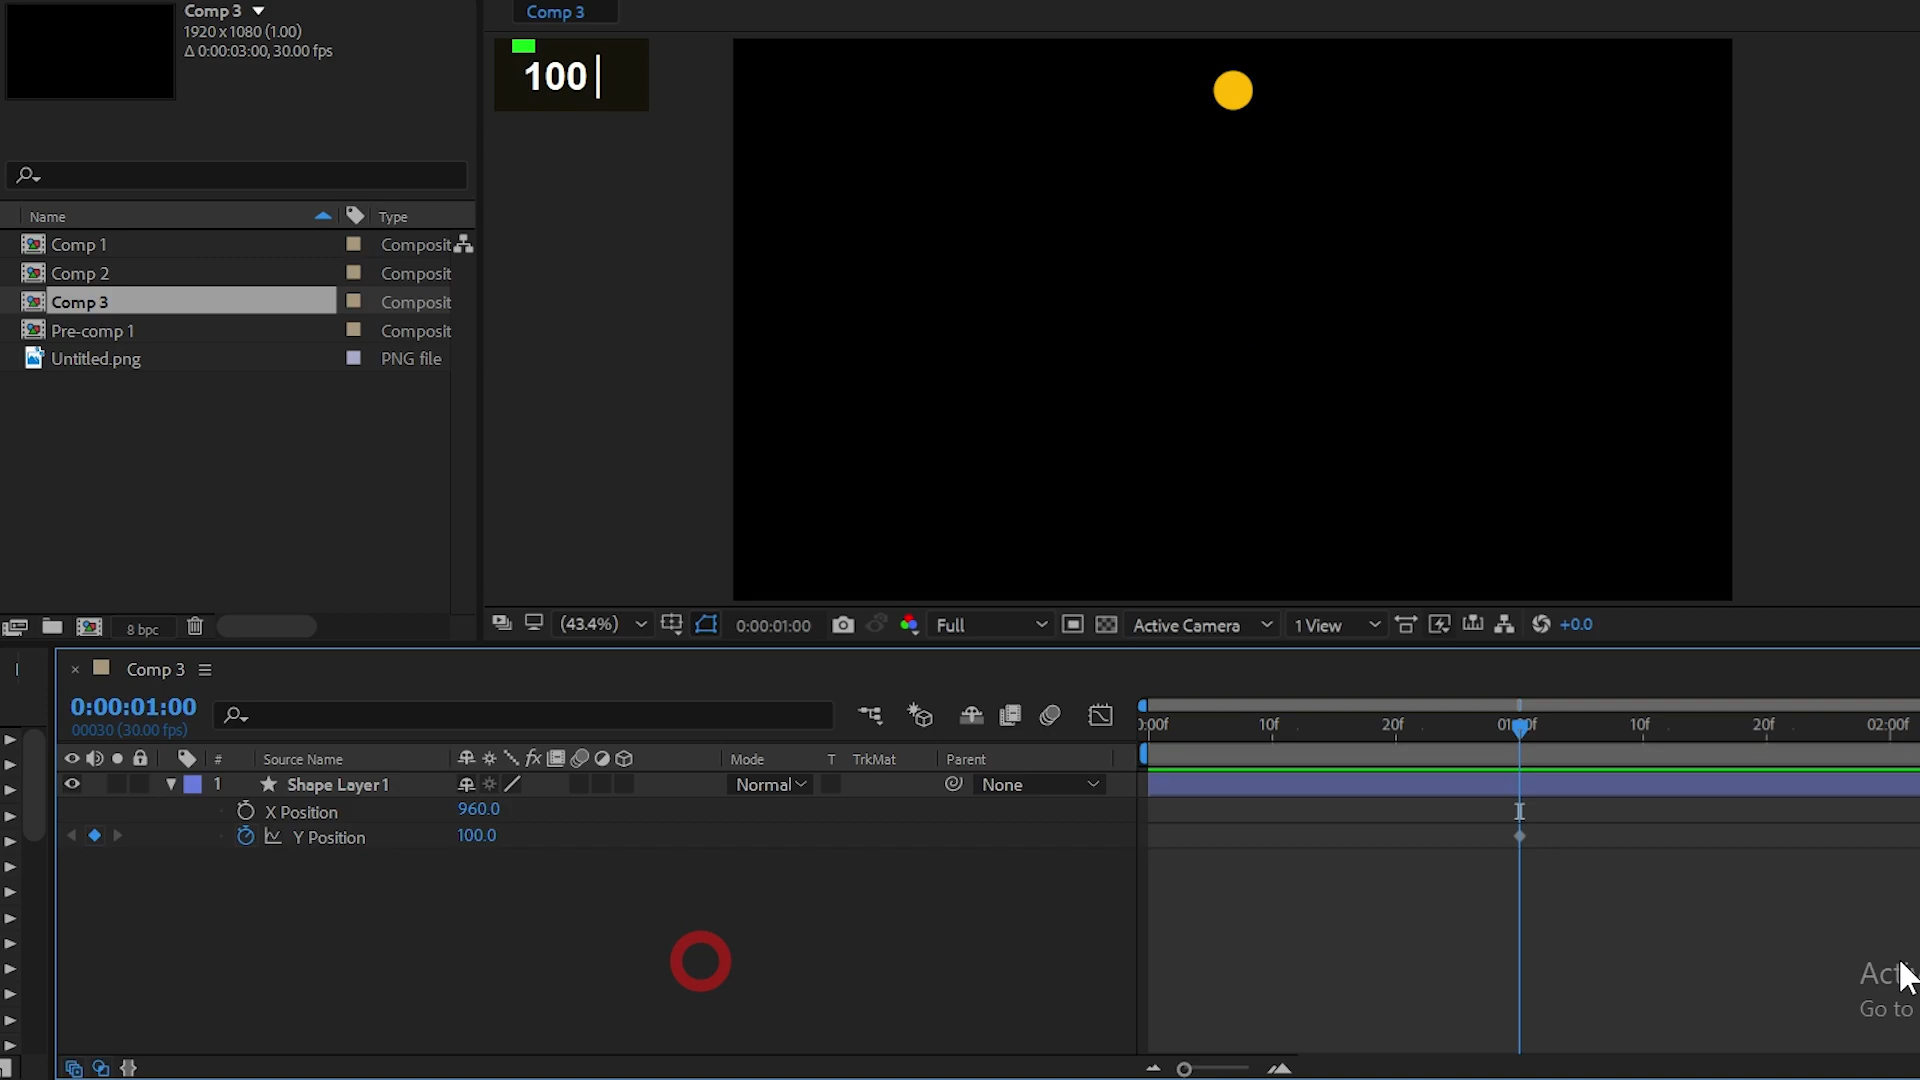 Comp 3
1920 x 1080 (1.00)
Δ 0:00:03:00, 30.00 fps
Comp 3
100
Name
Type
Comp 1
Composit
Comp 2
Composit
Comp 3
Composit
Pre-comp 1
Composit
Untitled.png
PNG file
8 bpc
(43.4%)
0:00:01:00
Full
Active Camera
1 View
+0.0
Comp 3
0:00:01:00
00030 (30.00 fps)
:00f
10f
20f
01:00f
10f
20f
02:00f
#
Source Name
fx
Mode
T
TrkMat
Parent
1
Shape Layer 1
Normal
None
X Position
960.0
Y Position
100.0
Go to